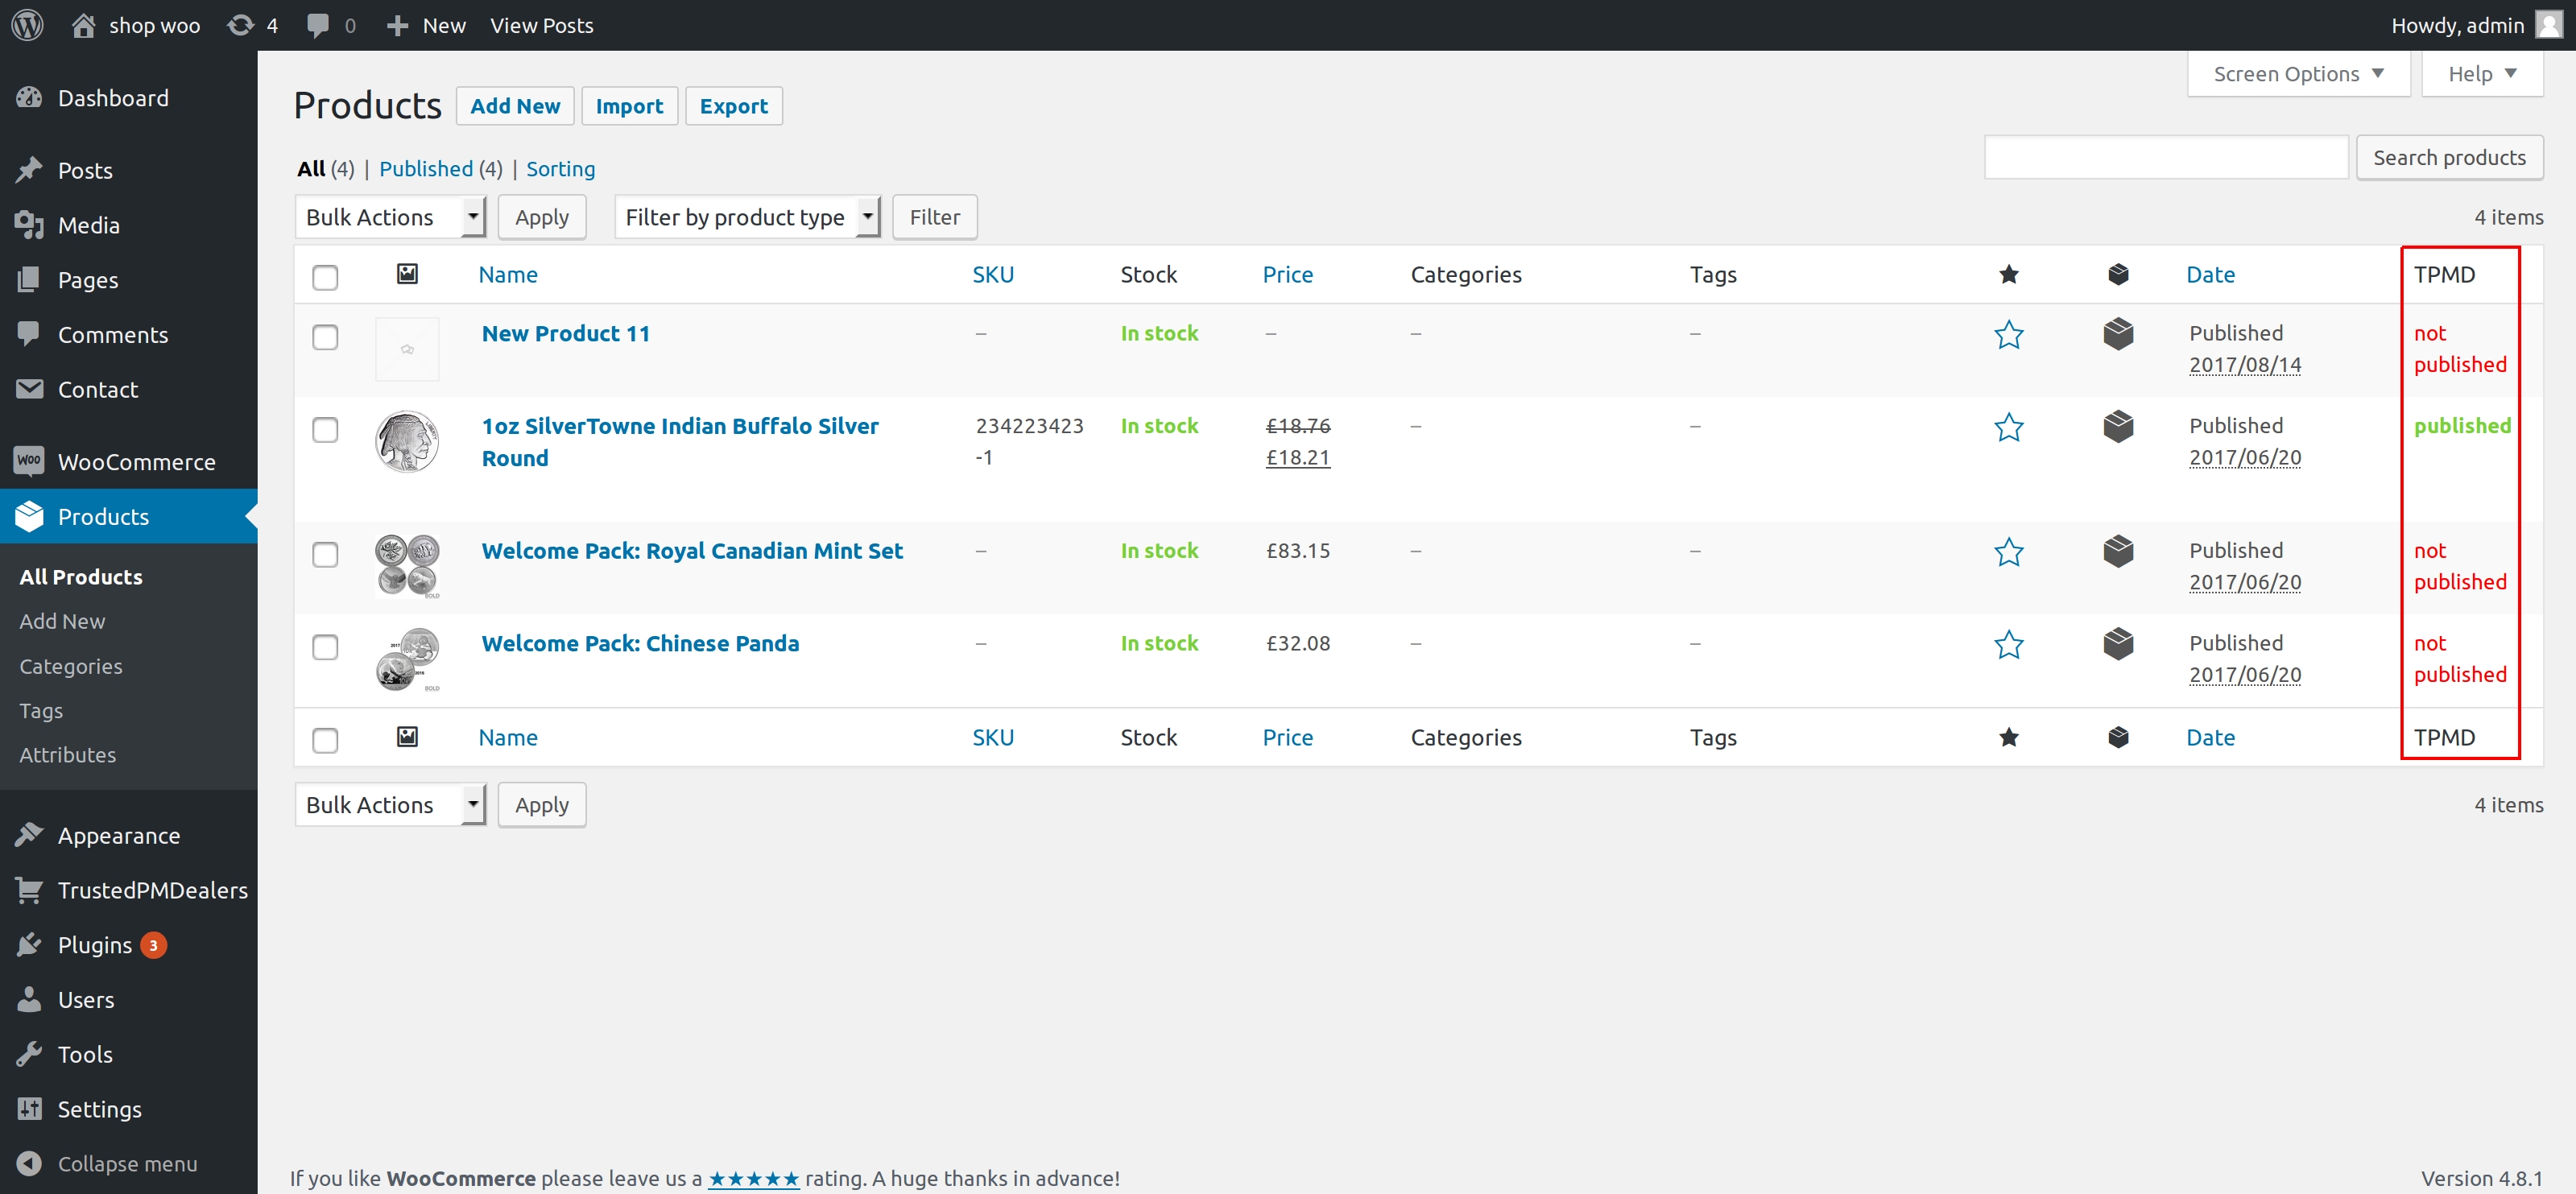 shop woo 4 0 New View Posts Howdy, admin
Dashboard
Posts
Media
Pages
Comments
Contact
WooCommerce
Products
All Products
Add New
Categories
Tags
Attributes
Appearance
TrustedPMDealers
Plugins 3
Users
Tools
Settings
Collapse menu
Screen Options Help
Products Add New Import Export
All (4) | Published (4) | Sorting
Search products
Bulk Actions Apply Filter by product type Filter 4 items
Name SKU Stock Price Categories Tags Date TPMD
New Product 11 – In stock – – – Published not
2017/08/14 published
1oz SilverTowne Indian Buffalo Silver 234223423 In stock £18.76 – – Published published
Round -1 £18.21 2017/06/20
Welcome Pack: Royal Canadian Mint Set – In stock £83.15 – – Published not
2017/06/20 published
Welcome Pack: Chinese Panda – In stock £32.08 – – Published not
2017/06/20 published
Name SKU Stock Price Categories Tags Date TPMD
Bulk Actions Apply 4 items
If you like WooCommerce please leave us a ★★★★★ rating. A huge thanks in advance! Version 4.8.1